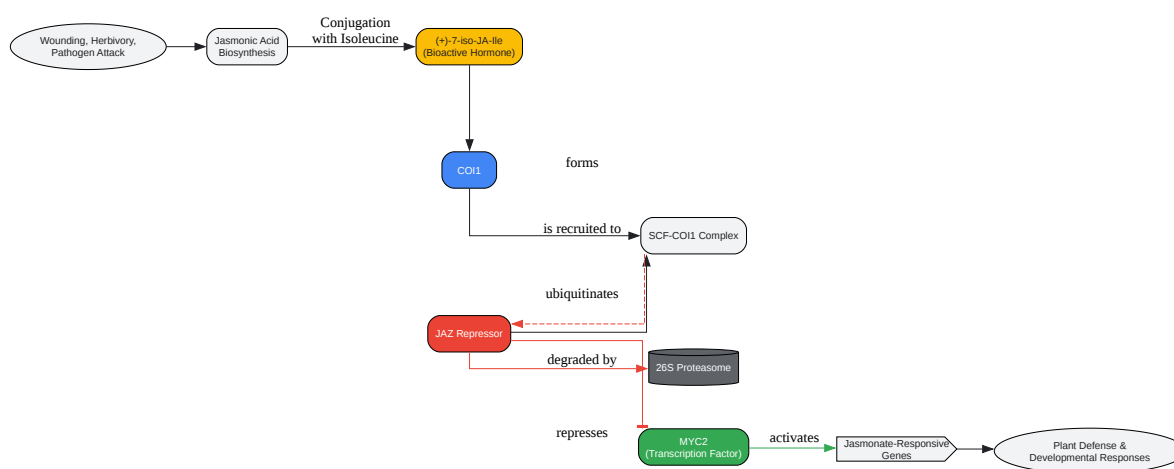 Wounding, Herbivory,
Pathogen Attack
Jasmonic Acid
Biosynthesis
Conjugation
with Isoleucine
(+)-7-iso-JA-Ile
(Bioactive Hormone)
COI1
forms
is recruited to
SCF-COI1 Complex
ubiquitinates
JAZ Repressor
degraded by
26S Proteasome
represses
MYC2
(Transcription Factor)
activates
Jasmonate-Responsive
Genes
Plant Defense &
Developmental Responses